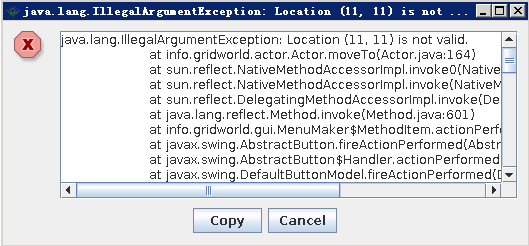 java.lang.IllegalArgumentException: Location (11, 11) is not ...
java.lang.IllegalArgumentException: Location (11, 11) is not valid.
at info.gridworld.actor.Actor.moveTo(Actor.java:164)
at sun.reflect.NativeMethodAccessorImpl.invoke0(Native
at sun.reflect.NativeMethodAccessorImpl.invoke(Native
at sun.reflect.DelegatingMethodAccessorImpl.invoke(De
at java.lang.reflect.Method.invoke(Method.java:601)
at info.gridworld.gui.MenuMaker$MethodItem.actionPerf
at javax.swing.AbstractButton.fireActionPerformed(Abst
at javax.swing.AbstractButton$Handler.actionPerformed
at javax.swing.DefaultButtonModel.fireActionPerformed(D
Copy Cancel